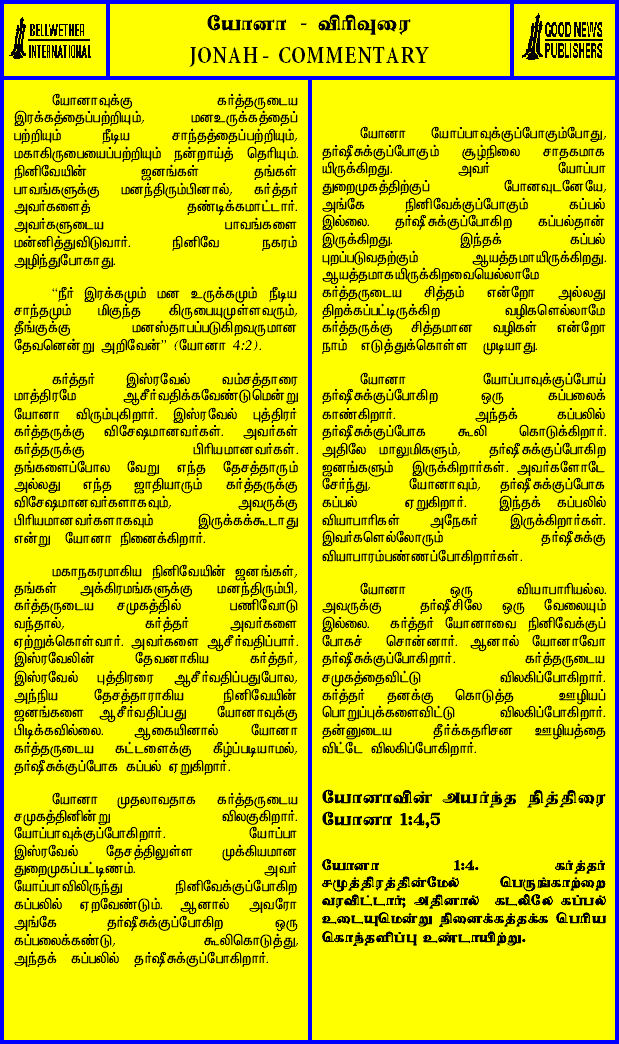 BELLWETHER
INTERNATIONAL
யோனா - விரிவுரை
JONAH - COMMENTARY
GOOD NEWS
PUBLISHERS
யோனாவுக்கு கர்த்தருடைய
இரக்கத்தைப்பற்றியும், மனஉருக்கத்தைப்
பற்றியும் நீடிய சாந்தத்தைப்பற்றியும்,
மகாகிருபையைப்பற்றியும் நன்றாய்த் தெரியும்.
நினிவேயின் ஜனங்கள் தங்கள்
பாவங்களுக்கு மனந்திரும்பினால், கர்த்தர்
அவர்களைத் தண்டிக்கமாட்டார்.
அவர்களுடைய பாவங்களை
மன்னித்துவிடுவார். நினிவே நகரம்
அழிந்துபோகாது.
“நீர் இரக்கமும் மன உருக்கமும் நீடிய
சாந்தமும் மிகுந்த கிருபையுமுள்ளவரும்,
தீங்குக்கு மனஸ்தாபப்படுகிறவருமான
தேவனென்று அறிவேன்” (யோனா 4:2).
கர்த்தர் இஸ்ரவேல் வம்சத்தாரை
மாத்திரமே ஆசீர்வதிக்கவேண்டுமென்று
யோனா விரும்புகிறார். இஸ்ரவேல் புத்திரர்
கர்த்தருக்கு விசேஷமானவர்கள். அவர்கள்
கர்த்தருக்கு பிரியமானவர்கள்.
தங்களைப்போல வேறு எந்த தேசத்தாரும்
அல்லது எந்த ஜாதியாரும் கர்த்தருக்கு
விசேஷமானவர்களாகவும், அவருக்கு
பிரியமானவர்களாகவும் இருக்கக்கூடாது
என்று யோனா நினைக்கிறார்.
மகாநகரமாகிய நினிவேயின் ஜனங்கள்,
தங்கள் அக்கிரமங்களுக்கு மனந்திரும்பி,
கர்த்தருடைய சமுகத்தில் பணிவோடு
வந்தால், கர்த்தர் அவர்களை
ஏற்றுக்கொள்வார். அவர்களை ஆசீர்வதிப்பார்.
இஸ்ரவேலின் தேவனாகிய கர்த்தர்,
இஸ்ரவேல் புத்திரரை ஆசீர்வதிப்பதுபோல,
அந்நிய தேசத்தாராகிய நினிவேயின்
ஜனங்களை ஆசீர்வதிப்பது யோனாவுக்கு
பிடிக்கவில்லை. ஆகையினால் யோனா
கர்த்தருடைய கட்டளைக்கு கீழ்ப்படியாமல்,
தர்ஷீசுக்குப்போக கப்பல் ஏறுகிறார்.
யோனா முதலாவதாக கர்த்தருடைய
சமுகத்தினின்று விலகுகிறார்.
யோப்பாவுக்குப்போகிறார். யோப்பா
இஸ்ரவேல் தேசத்திலுள்ள முக்கியமான
துறைமுகப்பட்டிணம். அவர்
யோப்பாவிலிருந்து நினிவேக்குப்போகிற
கப்பலில் ஏறவேண்டும். ஆனால் அவரோ
அங்கே தர்ஷீசுக்குப்போகிற ஒரு
கப்பலைக்கண்டு, கூலிகொடுத்து,
அந்தக் கப்பலில் தர்ஷீசுக்குப்போகிறார்.
யோனா யோப்பாவுக்குப்போகும்போது,
தர்ஷீசுக்குப்போகும் சூழ்நிலை சாதகமாக
யிருக்கிறது. அவர் யோப்பா
துறைமுகத்திற்குப் போனவுடனேயே,
அங்கே நினிவேக்குப்போகும் கப்பல்
இல்லை. தர்ஷீசுக்குப்போகிற கப்பல்தான்
இருக்கிறது. இந்தக் கப்பல்
புறப்படுவதற்கும் ஆயத்தமாயிருக்கிறது.
ஆயத்தமாகயிருக்கிறவையெல்லாமே
கர்த்தருடைய சித்தம் என்றோ அல்லது
திறக்கப்பட்டிருக்கிற வழிகளெல்லாமே
கர்த்தருக்கு சித்தமான வழிகள் என்றோ
நாம் எடுத்துக்கொள்ள முடியாது.
யோனா யோப்பாவுக்குப்போய்
தர்ஷீசுக்குப்போகிற ஒரு கப்பலைக்
காண்கிறார். அந்தக் கப்பலில்
தர்ஷீசுக்குப்போக கூலி கொடுக்கிறார்.
அதிலே மாலுமிகளும், தர்ஷீசுக்குப்போகிற
ஜனங்களும் இருக்கிறார்கள். அவர்களோடே
சேர்ந்து, யோனாவும், தர்ஷீசுக்குப்போக
கப்பல் ஏறுகிறார். இந்தக் கப்பலில்
வியாபாரிகள் அநேகர் இருக்கிறார்கள்.
இவர்களெல்லோரும் தர்ஷீசுக்கு
வியாபாரம்பண்ணப்போகிறார்கள்.
யோனா ஒரு வியாபாரியல்ல.
அவருக்கு தர்ஷீசிலே ஒரு வேலையும்
இல்லை. கர்த்தர் யோனாவை நினிவேக்குப்
போகச் சொன்னார். ஆனால் யோனாவோ
தர்ஷீசுக்குப்போகிறார். கர்த்தருடைய
சமுகத்தைவிட்டு விலகிப்போகிறார்.
கர்த்தர் தனக்கு கொடுத்த ஊழியப்
பொறுப்புக்களைவிட்டு விலகிப்போகிறார்.
தன்னுடைய தீர்க்கதரிசன ஊழியத்தை
விட்டே விலகிப்போகிறார்.
யோனாவின் அயர்ந்த நித்திரை
யோனா 1:4,5
யோனா 1:4. கர்த்தர்
சமுத்திரத்தின்மேல் பெருங்காற்றை
வரவிட்டார்; அதினால் கடலிலே கப்பல்
உடையுமென்று நினைக்கத்தக்க பெரிய
கொந்தளிப்பு உண்டாயிற்று.